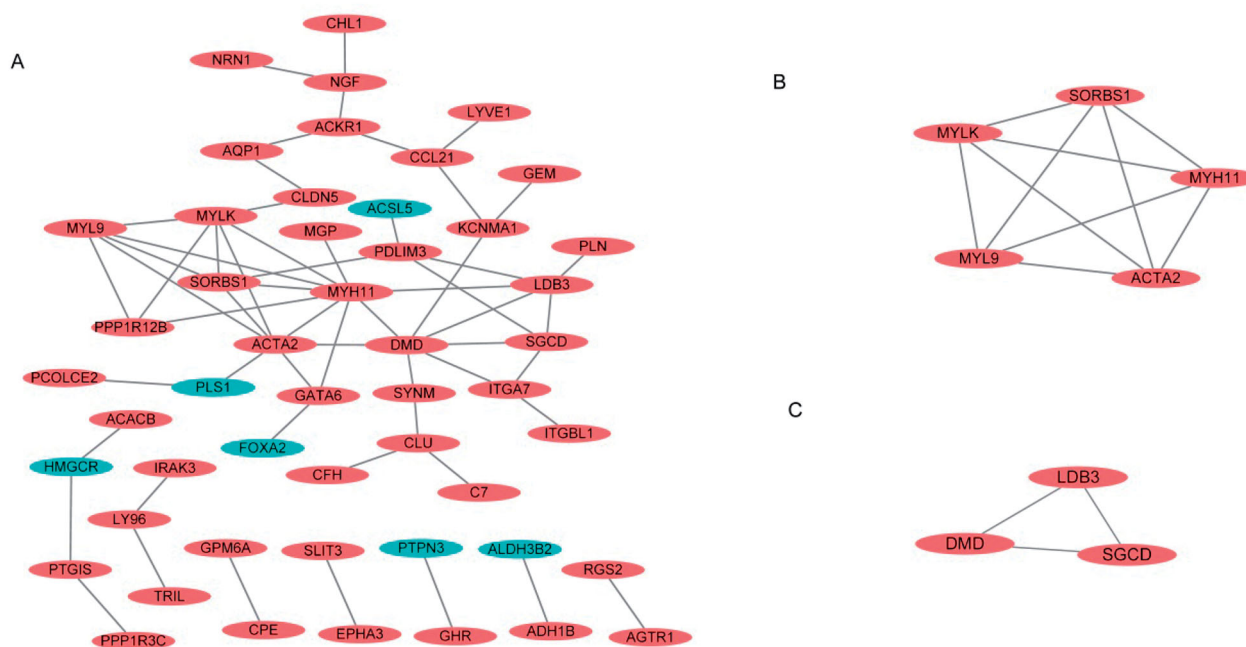 A
CHL1
NRN1
NGF
ACKR1
LYVE1
AQP1
CCL21
GEM
CLDN5
ACSL5
MYL9
MYLK
MGP
KCNMA1
PDLIM3
PLN
SORBS1
MYH11
LDB3
PPP1R12B
ACTA2
DMD
SGCD
PCOLCE2
PLS1
GATA6
SYNM
ITGA7
ACACB
FOXA2
CLU
ITGBL1
HMGCR
IRAK3
CFH
C7
LY96
GPM6A
SLIT3
PTPN3
ALDH3B2
RGS2
PTGIS
TRIL
CPE
EPHA3
GHR
ADH1B
AGTR1
PPP1R3C
B
SORBS1
MYLK
MYH11
MYL9
ACTA2
C
LDB3
DMD
SGCD